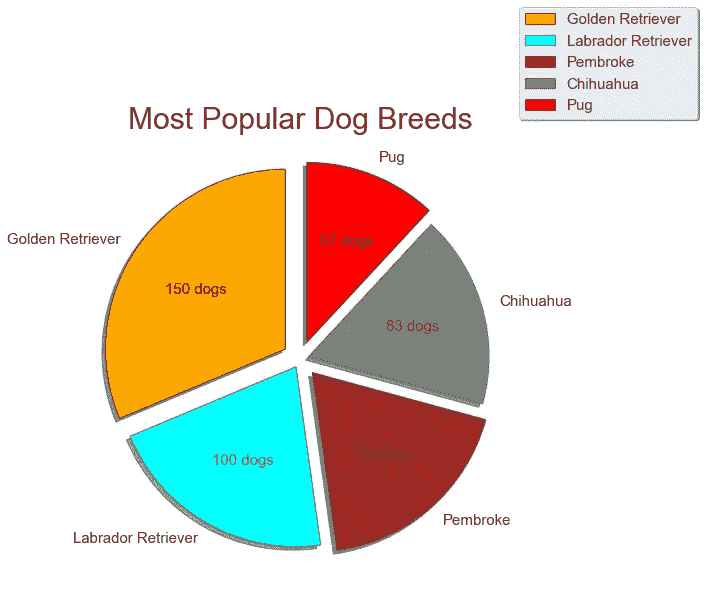 Golden Retriever
Labrador Retriever
Pembroke
Chihuahua
Pug
Most Popular Dog Breeds
Pug
Golden Retriever
57 dogs
150 dogs
Chihuahua
83 dogs
100 dogs
Pembroke
Labrador Retriever